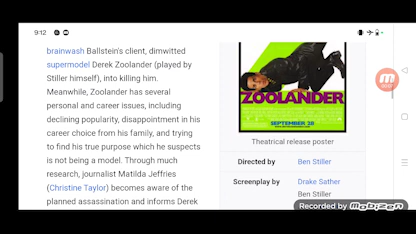 9:12
brainwash Ballstein's client, dimwitted
supermodel Derek Zoolander (played by
Stiller himself), into killing him.
Meanwhile, Zoolander has several
personal and career issues, including
declining popularity, disappointment in his
career choice from his family, and trying
to find his true purpose which he suspects
is not being a model. Through much
research, journalist Matilda Jeffries
(Christine Taylor) becomes aware of the
planned assassination and informs Derek
ZOOLANDER
SEPTEMBER 28
Theatrical release poster
Directed by Ben Stiller
Screenplay by Drake Sather
Ben Stiller
Recorded by Mobizen